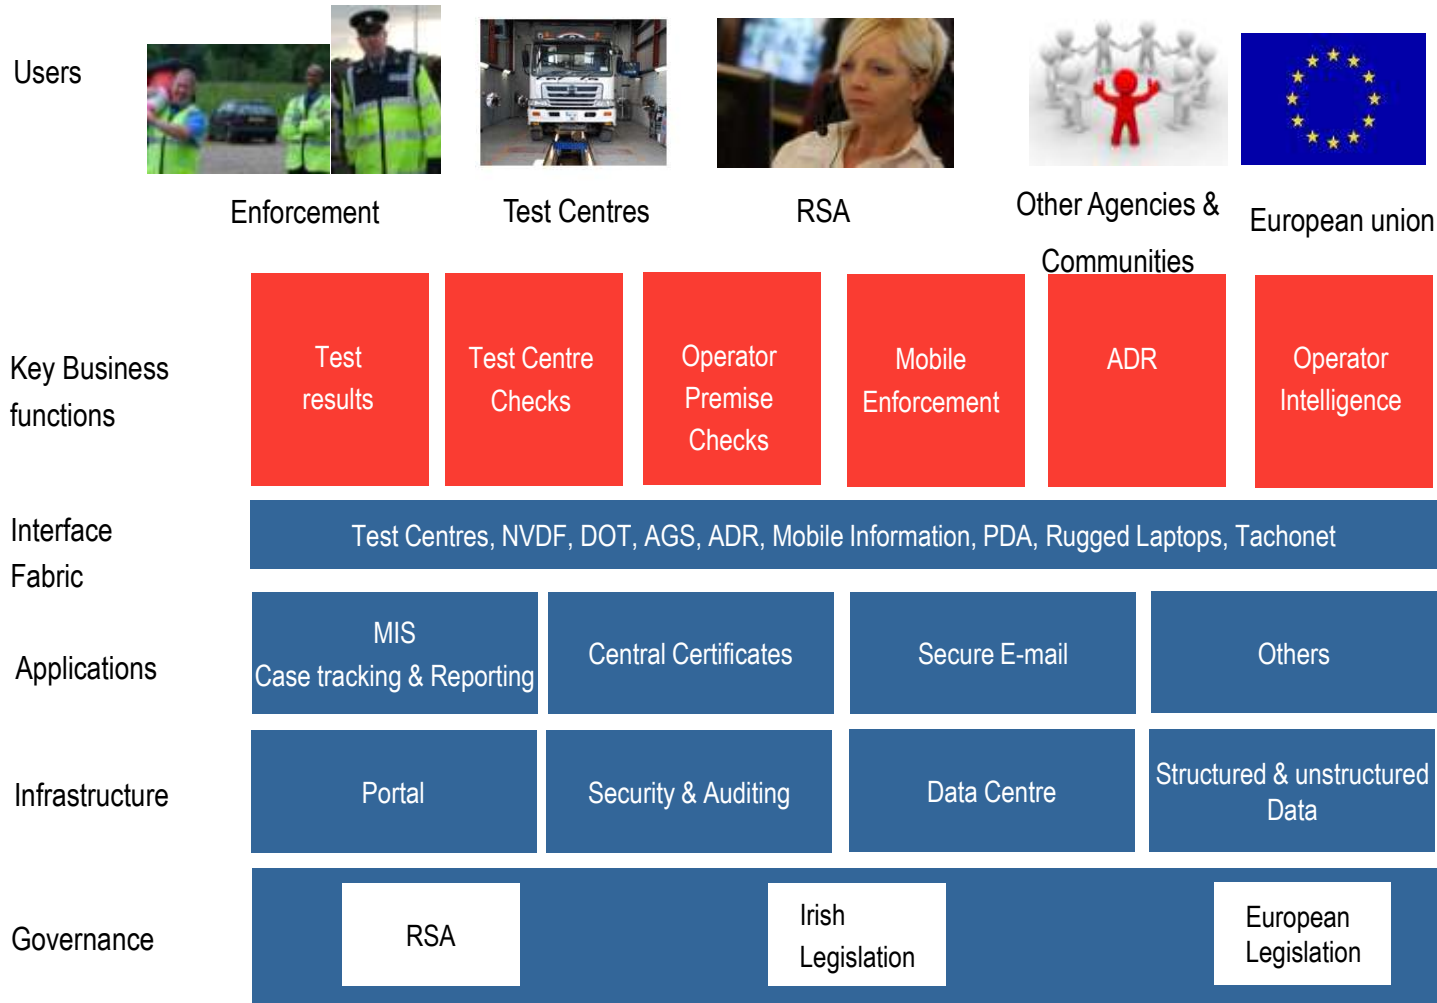 Users
Enforcement
Test Centres
RSA
Other Agencies &
Communities
European union
Key Business
functions
Test
results
Test Centre
Checks
Operator
Premise
Checks
Mobile
Enforcement
ADR
Operator
Intelligence
Interface
Fabric
Test Centres, NVDF, DOT, AGS, ADR, Mobile Information, PDA, Rugged Laptops, Tachonet
Applications
MIS
Case tracking & Reporting
Central Certificates
Secure E-mail
Others
Infrastructure
Portal
Security & Auditing
Data Centre
Structured & unstructured
Data
Governance
RSA
Irish
Legislation
European
Legislation